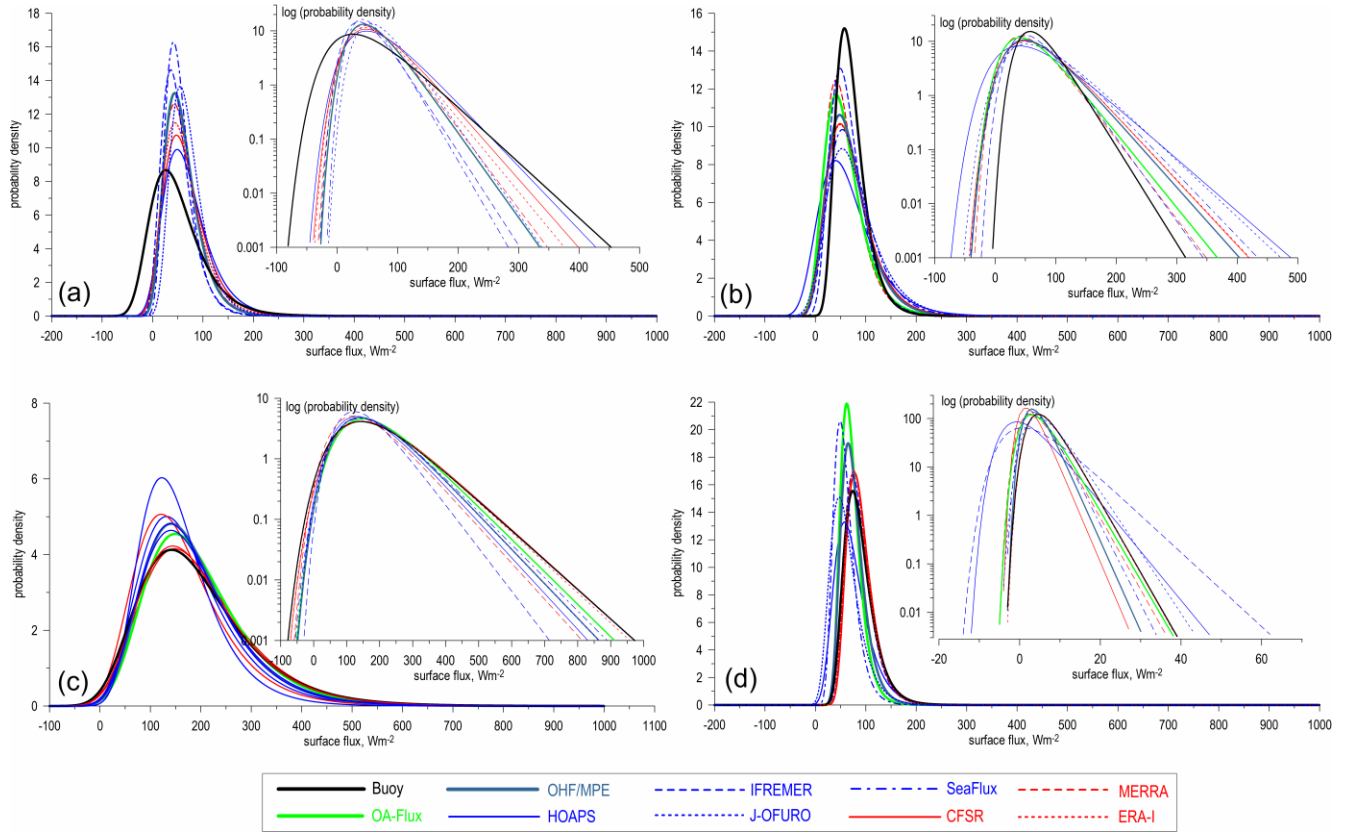 18
16
14
12
10
8
6
4
2
0
probability density
-200 -100 0 100 200 300 400 500 600 700 800 900 1000
surface flux, Wm-2
(a)
log (probability density)
10
1
0.1
0.01
0.001
-100 0 100 200 300 400 500
surface flux, Wm-2
16
14
12
10
8
6
4
2
0
probability density
-200 -100 0 100 200 300 400 500 600 700 800 900 1000
surface flux, Wm-2
(b)
log (probability density)
10
1
0.1
0.01
0.001
-100 0 100 200 300 400 500
surface flux, Wm-2
8
6
4
2
0
probability density
-100 0 100 200 300 400 500 600 700 800 900 1000 1100
surface flux, Wm-2
(c)
log (probability density)
10
1
0.1
0.01
0.001
-100 0 100 200 300 400 500 600 700 800 900 1000
surface flux, Wm-2
22
20
18
16
14
12
10
8
6
4
2
0
probability density
-100 0 100 200 300 400 500 600 700 800 900 1000
surface flux, Wm-2
(d)
log (probability density)
100
10
1
0.1
0.01
-20 0 20 40 60
surface flux, Wm-2
Buoy OHF/MPE IFREMER SeaFlux MERRA
OA-Flux HOAPS J-OFURO CFSR ERA-I